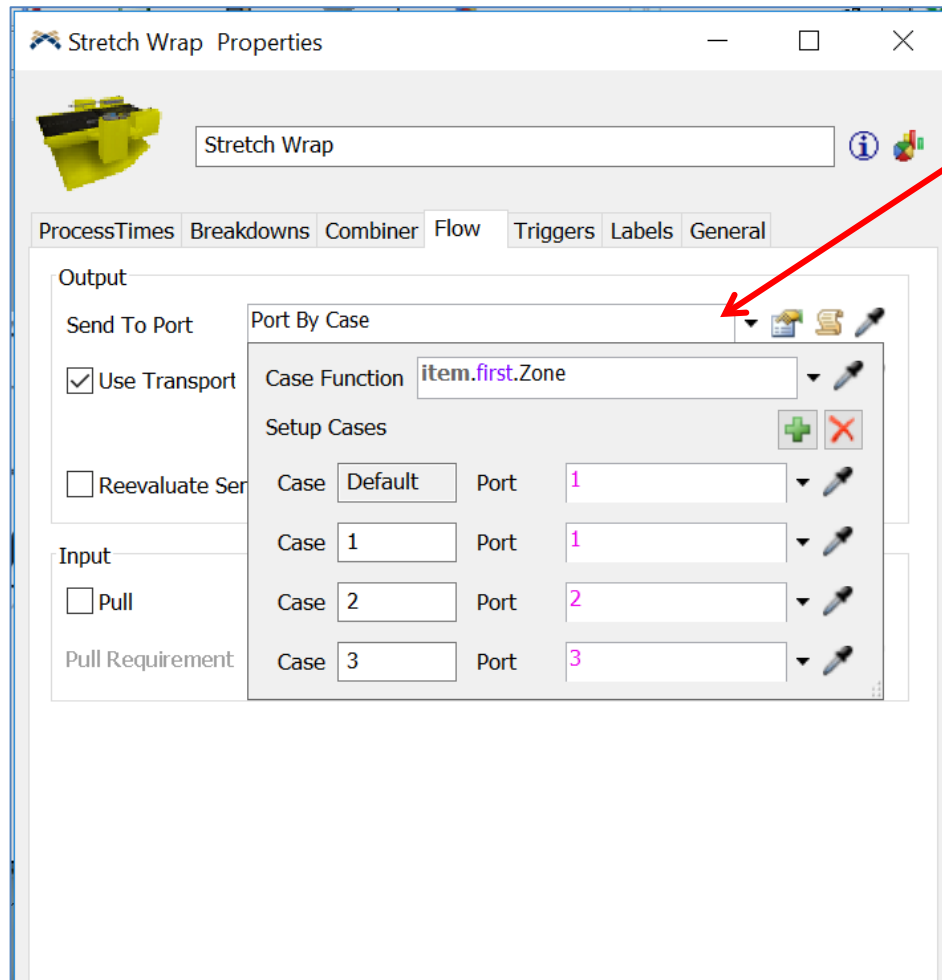 Stretch Wrap Properties
Stretch Wrap
ProcessTimes Breakdowns Combiner Flow Triggers Labels General
Output
Send To Port Port By Case
Use Transport Case Function item.first.Zone
Setup Cases
Reevaluate Ser Case Default Port 1
Input Case 1 Port 1
Pull Case 2 Port 2
Pull Requirement Case 3 Port 3